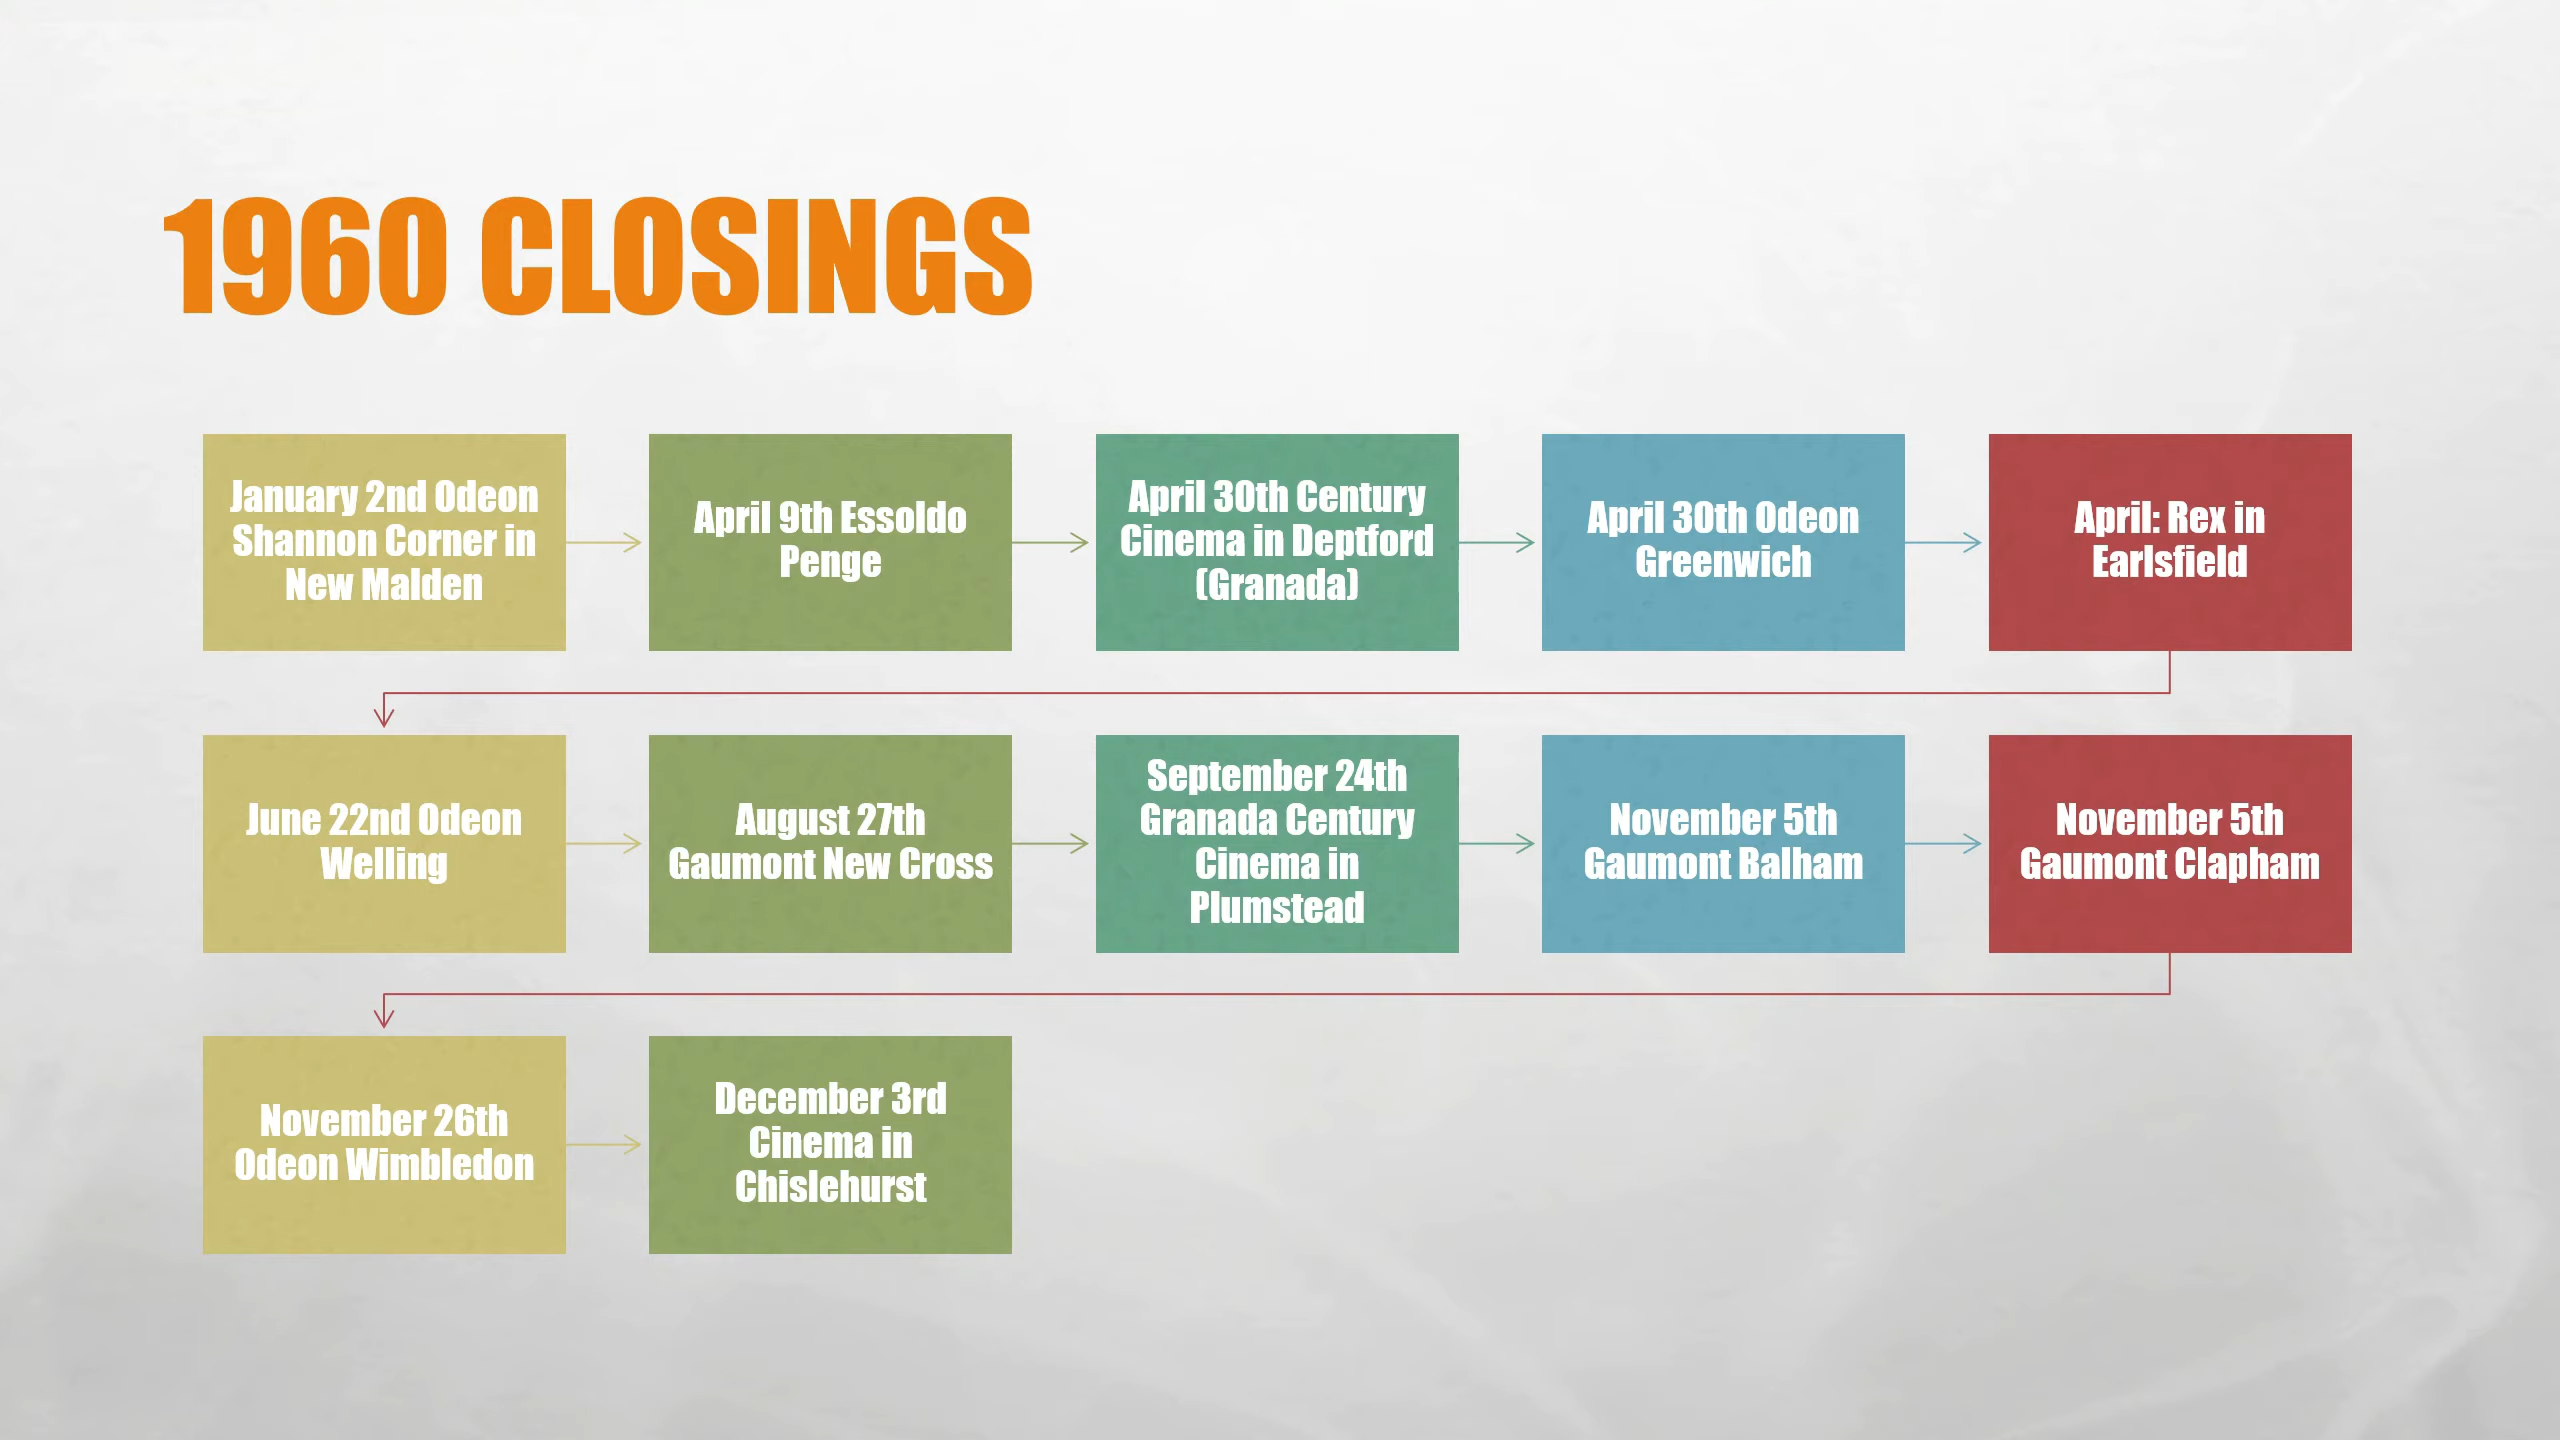 1960 CLOSINGS
January 2nd Odeon
Shannon Corner in
New Malden
April 9th Essoldo
Penge
April 30th Century
Cinema in Deptford
(Granada)
April 30th Odeon
Greenwich
April: Rex in
Earlsfield
June 22nd Odeon
Welling
August 27th
Gaumont New Cross
September 24th
Granada Century
Cinema in
Plumstead
November 5th
Gaumont Balham
November 5th
Gaumont Clapham
November 26th
Odeon Wimbledon
December 3rd
Cinema in
Chislehurst